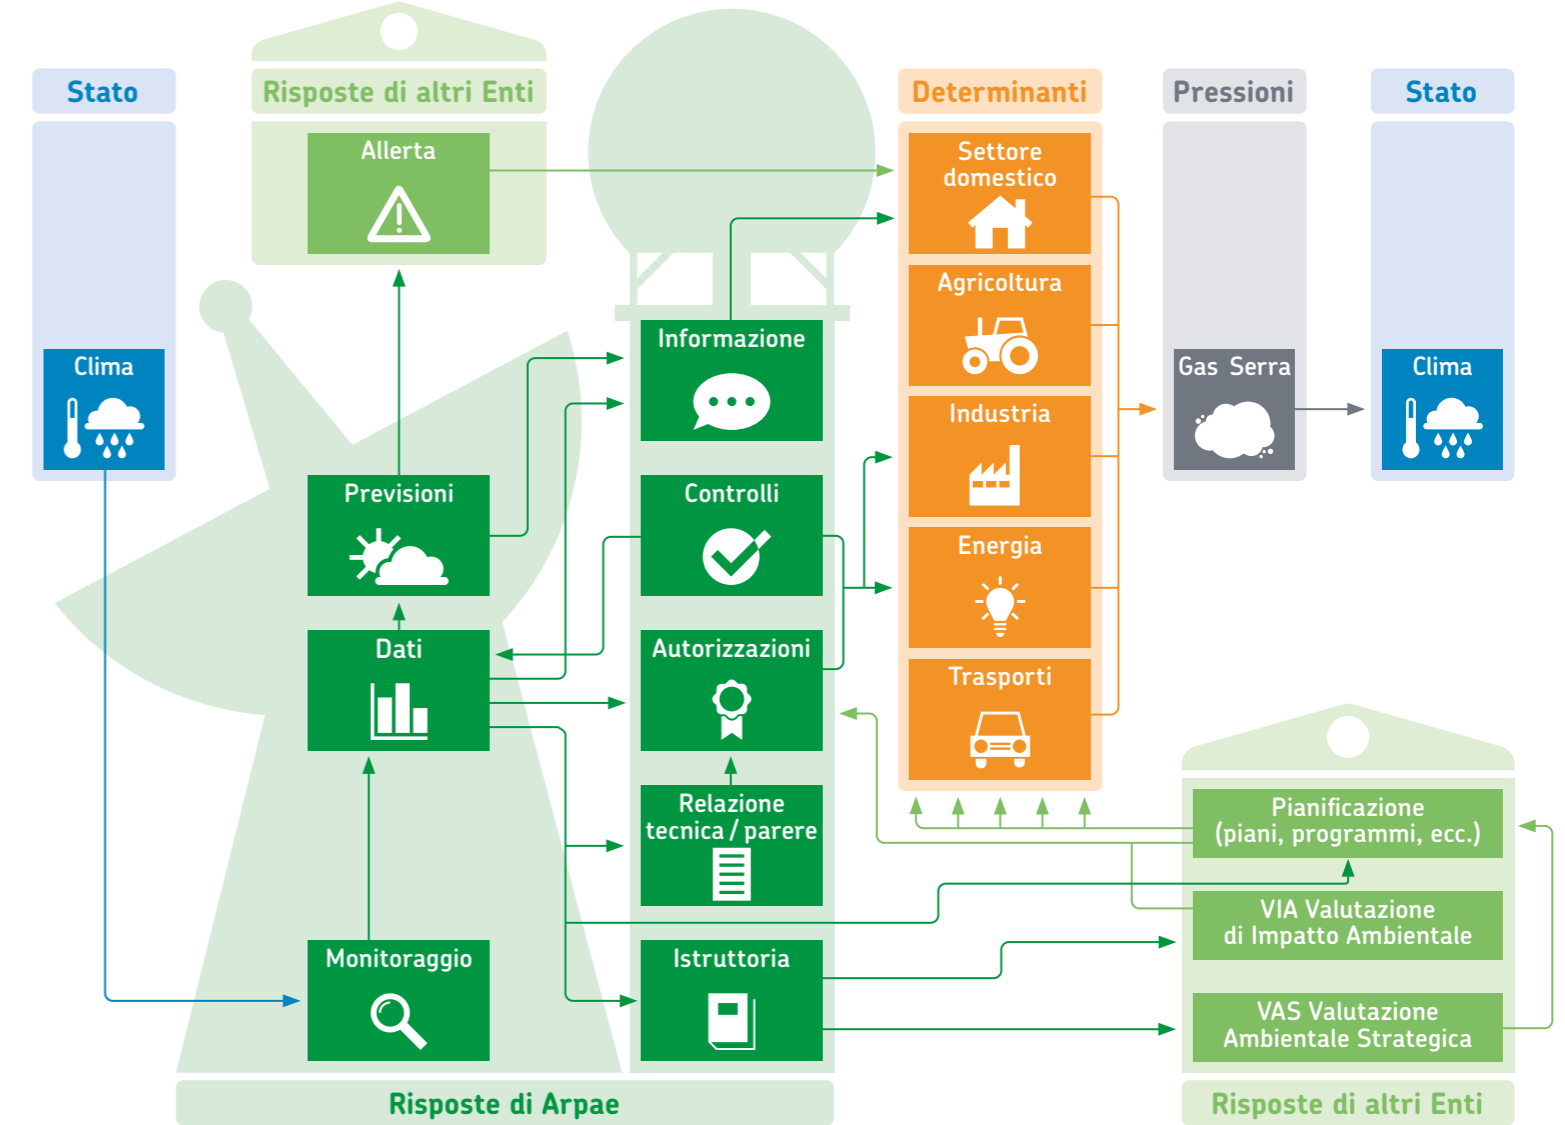 Stato
Risposte di altri Enti
Determinanti
Pressioni
Stato
Allerta
Settore
domestico
Agricoltura
Informazione
Clima
Industria
Gas Serra
Clima
Previsioni
Controlli
Energia
Dati
Autorizzazioni
Trasporti
Relazione
tecnica / parere
Pianificazione
(piani, programmi, ecc.)
VIA Valutazione
di Impatto Ambientale
Monitoraggio
Istruttoria
VAS Valutazione
Ambientale Strategica
Risposte di Arpae
Risposte di altri Enti